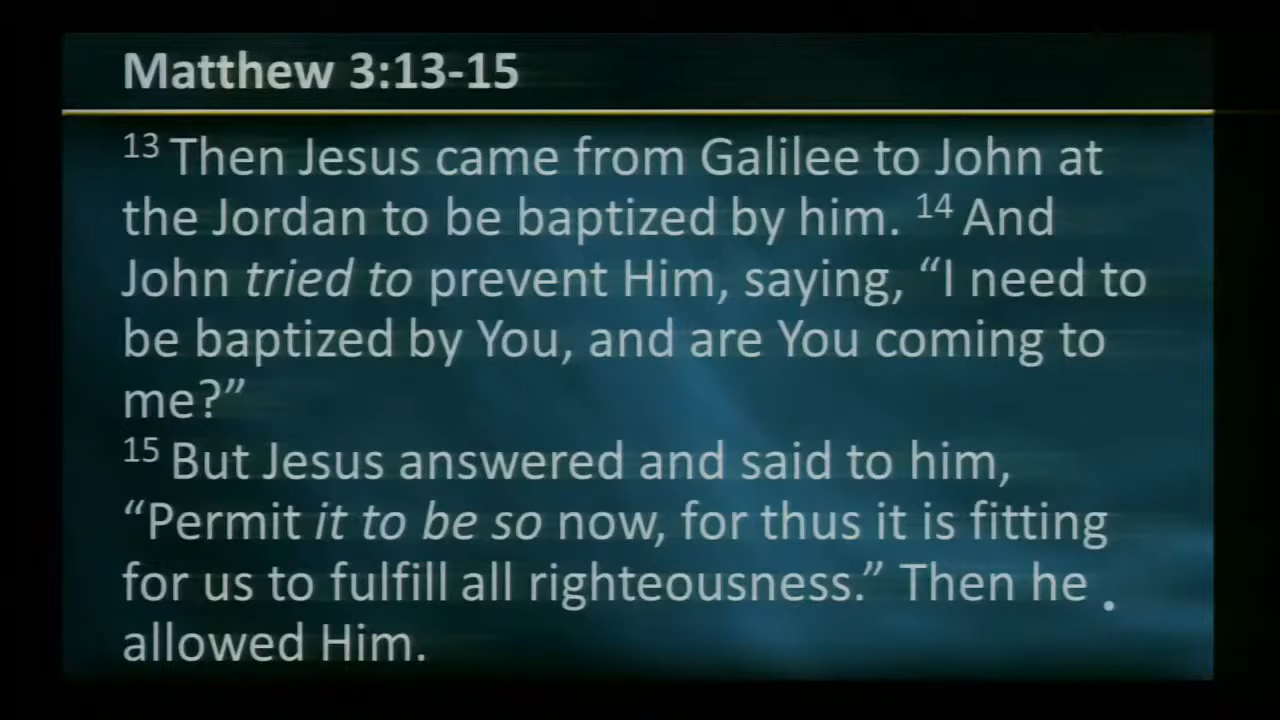 Matthew 3:13-15
13 Then Jesus came from Galilee to John at
the Jordan to be baptized by him. 14 And
John tried to prevent Him, saying, “I need to
be baptized by You, and are You coming to
me?”
15 But Jesus answered and said to him,
“Permit it to be so now, for thus it is fitting
for us to fulfill all righteousness.” Then he
allowed Him.